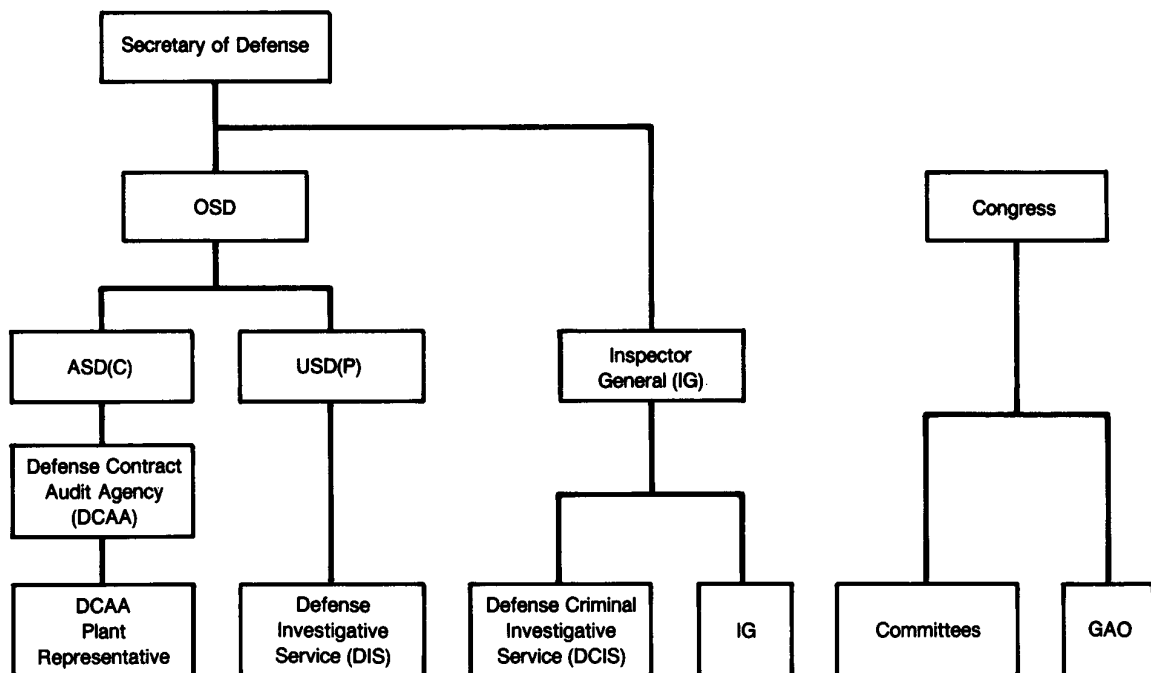 Secretary of Defense
OSD
Congress
ASD(C)
USD(P)
Inspector
General (IG)
Defense Contract
Audit Agency
(DCAA)
DCAA
Plant
Representative
Defense
Investigative
Service (DIS)
Defense Criminal
Investigative
Service (DCIS)
IG
Committees
GAO